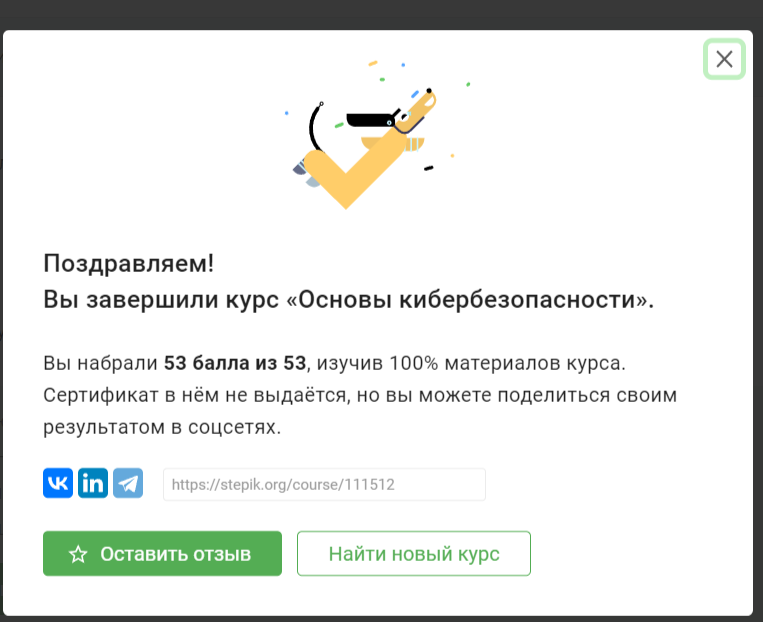 Поздравляем!
Вы завершили курс «Основы кибербезопасности».
Вы набрали 53 балла из 53, изучив 100% материалов курса.
Сертификат в нём не выдаётся, но вы можете поделиться своим
результатом в соцсетях.
in
https://stepik.org/course/111512
Оставить отзыв
Найти новый курс